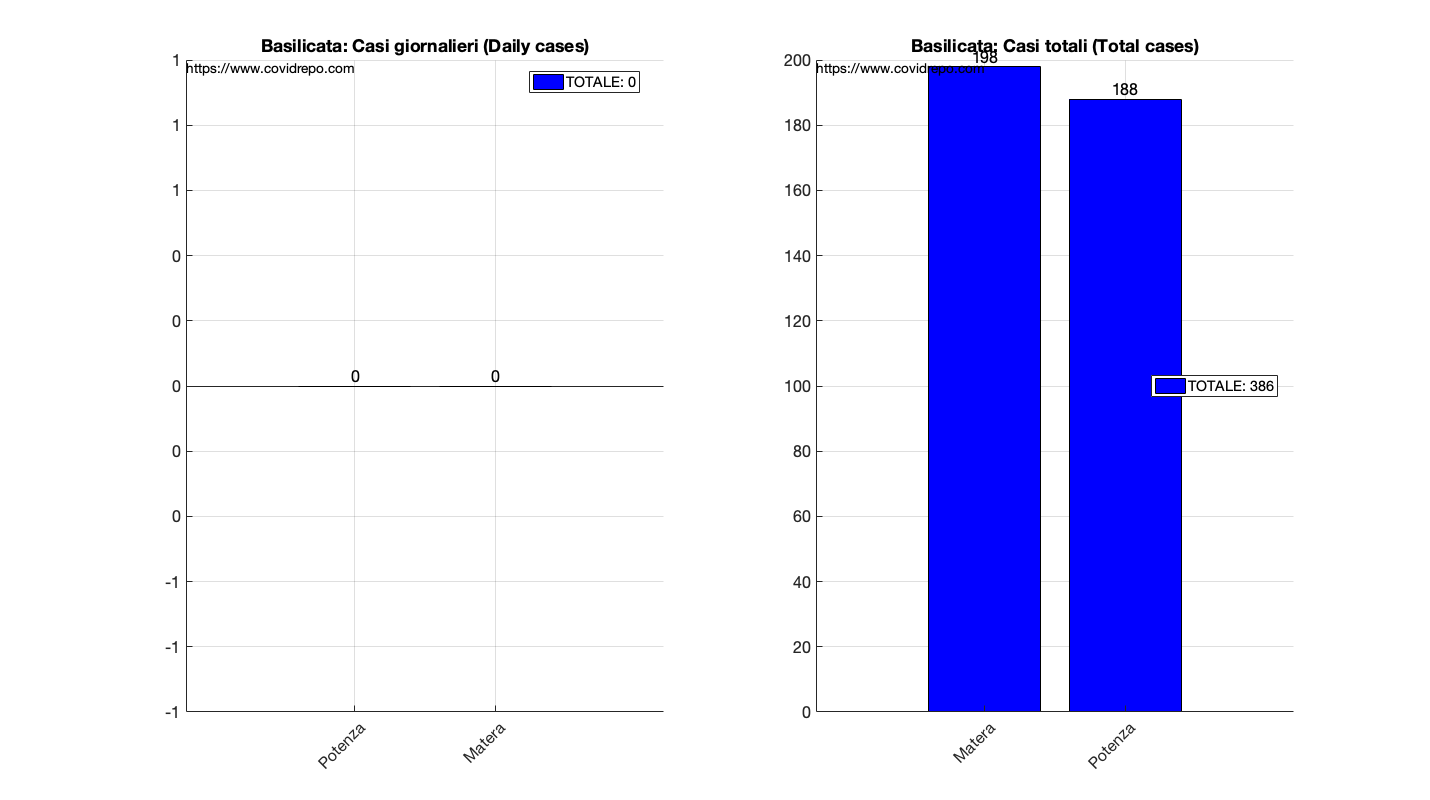 Basilicata: Casi giornalieri (Daily cases)
https://www.covidrepo.com
TOTALE: 0
1
1
1
0
0
0
0
0
-1
-1
-1
0
0
Potenza
Matera
Basilicata: Casi totali (Total cases)
https://www.covidrepo.com
198
188
TOTALE: 386
200
180
160
140
120
100
80
60
40
20
0
Matera
Potenza